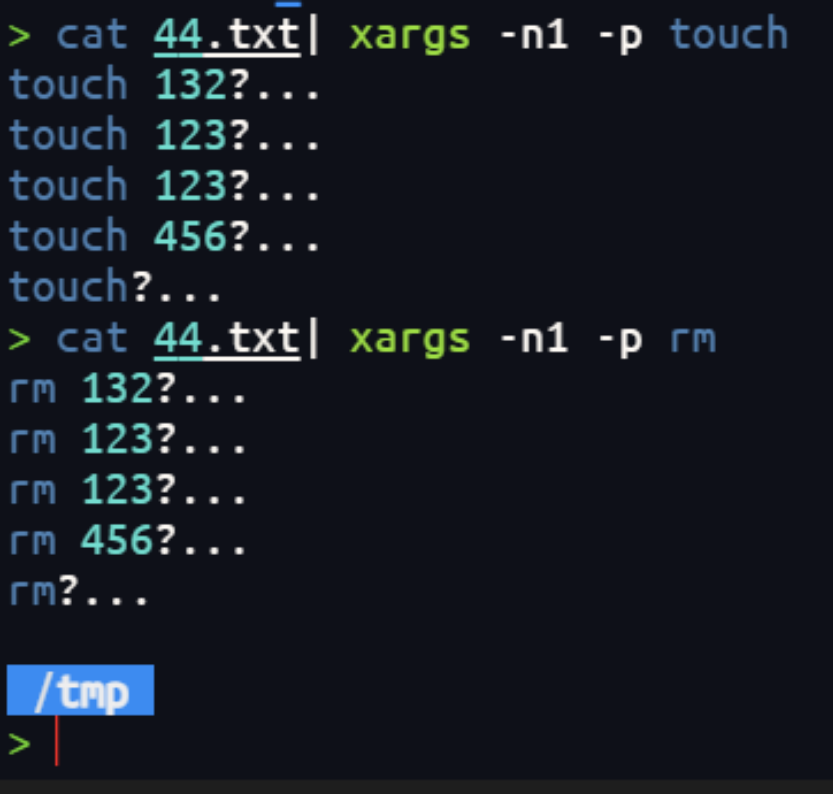 > cat 44.txt| xargs -n1 -p touch
touch 132?...
touch 123?...
touch 123?...
touch 456?...
touch?...
> cat 44.txt| xargs -n1 -p rm
rm 132?...
rm 123?...
rm 123?...
rm 456?...
rm?...
/tmp
>